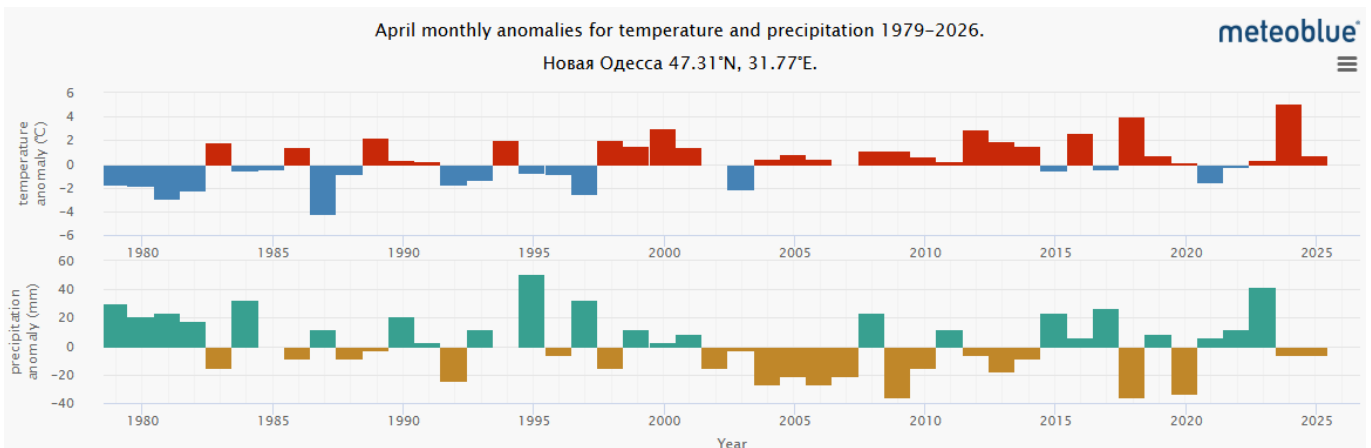 April monthly anomalies for temperature and precipitation 1979-2026.
meteoblue®
Новая Одесса 47.31°N, 31.77°E.
temperature
anomaly (°C)
6
4
2
0
-2
-4
-6
1980 1985 1990 1995 2000 2005 2010 2015 2020 2025
precipitation
anomaly (mm)
60
40
20
0
-20
-40
1980 1985 1990 1995 2000 2005 2010 2015 2020 2025
Year